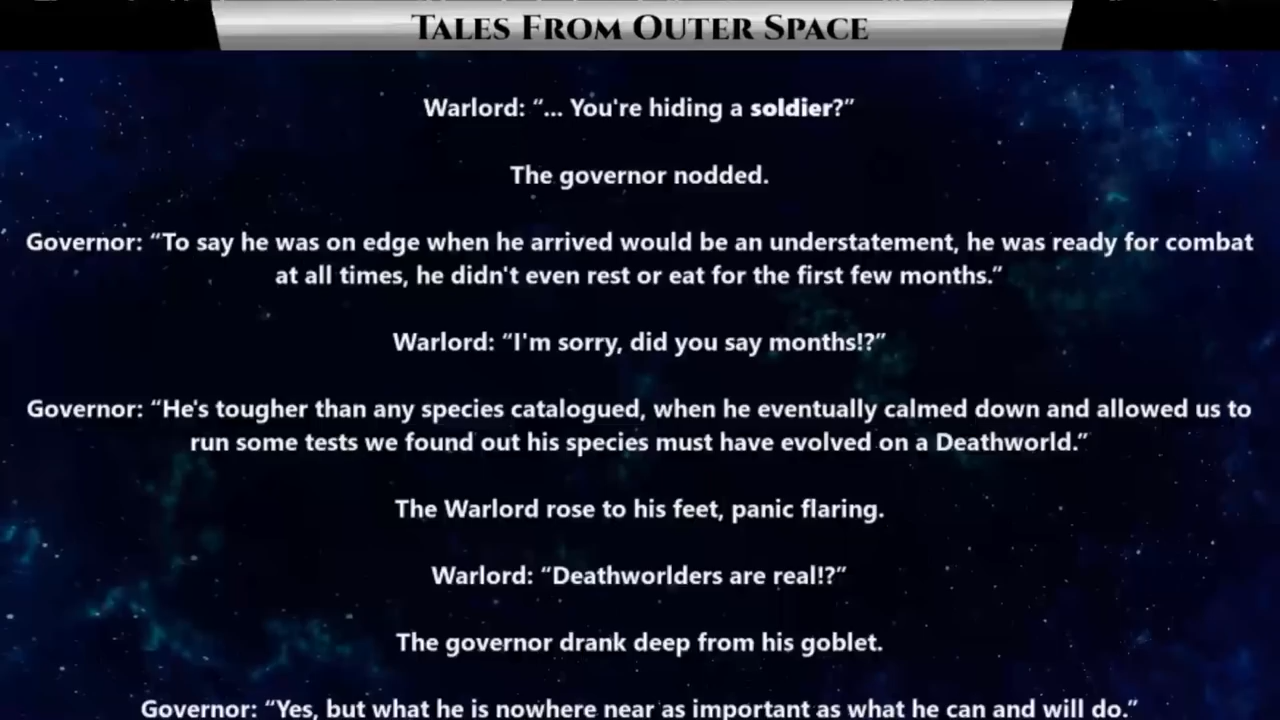 Tales From Outer Space
Warlord: “... You're hiding a soldier?”
The governor nodded.
Governor: “To say he was on edge when he arrived would be an understatement, he was ready for combat
at all times, he didn't even rest or eat for the first few months.”
Warlord: “I'm sorry, did you say months!?”
Governor: “He's tougher than any species catalogued, when he eventually calmed down and allowed us to
run some tests we found out his species must have evolved on a Deathworld.”
The Warlord rose to his feet, panic flaring.
Warlord: “Deathworlders are real!?”
The governor drank deep from his goblet.
Governor: “Yes, but what he is nowhere near as important as what he can and will do.”